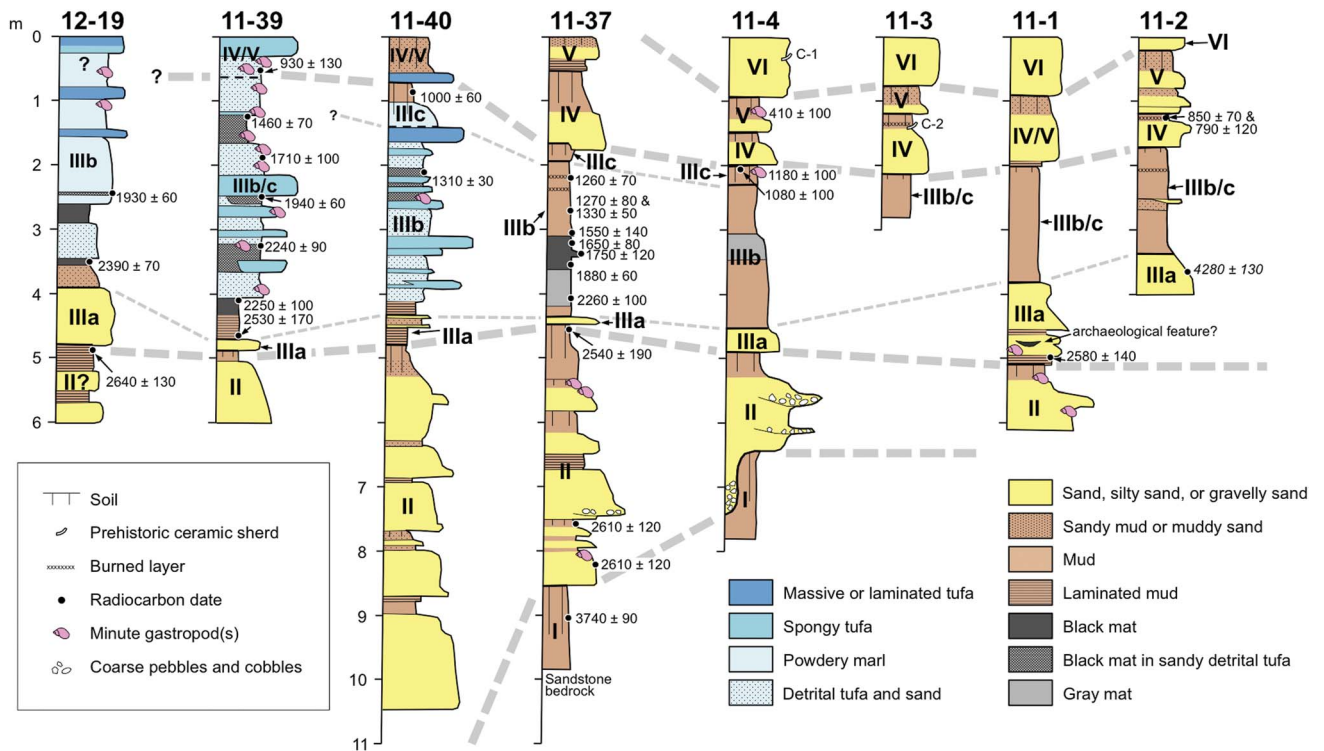 m
12-19
11-39
11-40
11-37
11-4
11-3
11-1
11-2
0
1
2
3
4
5
6
7
8
9
10
11
?
IIIb
1930 ± 60
2390 ± 70
IIIa
2640 ± 130
II?
?
IV/V
930 ± 130
1460 ± 70
1710 ± 100
IIIb/c
1940 ± 60
2240 ± 90
2250 ± 100
2530 ± 170
IIIa
II
?
IV/V
1000 ± 60
IIIc
1310 ± 30
IIIb
IIIa
II
V
IV
IIIc
1260 ± 70
1270 ± 80 &
1330 ± 50
IIIb
1550 ± 140
1650 ± 80
1750 ± 120
1880 ± 60
2260 ± 100
IIIa
2540 ± 190
II
2610 ± 120
2610 ± 120
3740 ± 90
I
Sandstone
bedrock
VI
C-1
V
410 ± 100
IV
IIIc
1180 ± 100
1080 ± 100
IIIb
IIIa
II
I
VI
V
C-2
IV
IIIb/c
VI
IV/V
IIIb/c
IIIa
archaeological feature?
2580 ± 140
II
VI
V
850 ± 70 &
790 ± 120
IV
IIIb/c
IIIa
4280 ± 130
Soil
Prehistoric ceramic sherd
Burned layer
Radiocarbon date
Minute gastropod(s)
Coarse pebbles and cobbles
Massive or laminated tufa
Spongy tufa
Powdery marl
Detrital tufa and sand
Sand, silty sand, or gravelly sand
Sandy mud or muddy sand
Mud
Laminated mud
Black mat
Black mat in sandy detrital tufa
Gray mat